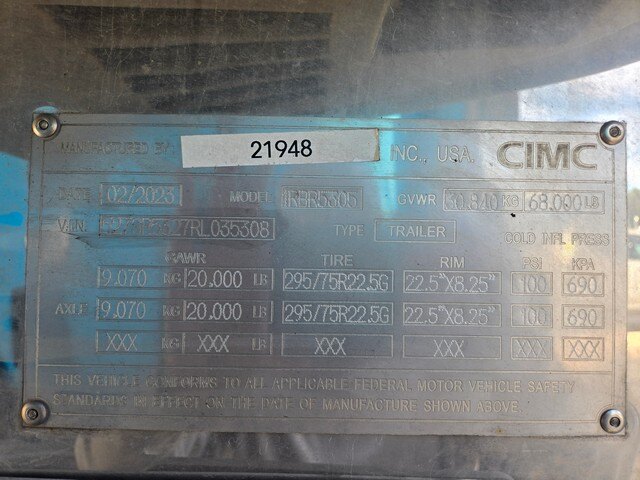 MANUFACTURED BY: 21948 INC., USA. CIMC
DATE 02/2023 MODEL 1RBR5305 GVWR 30.840 KG 68.000 LB
V.I.N. TYPE TRAILER COLD INFL PRESS
GAWR TIRE RIM PSI KPA
9.070 KG 20.000 LB 295/75R22.5G 22.5"X8.25" 100 690
AXLE 9.070 KG 20.000 LB 295/75R22.5G 22.5"X8.25" 100 690
XXX KG XXX LB XXX XXX XXX XXX
THIS VEHICLE CONFORMS TO ALL APPLICABLE FEDERAL MOTOR VEHICLE SAFETY
STANDARDS IN EFFECT ON THE DATE OF MANUFACTURE SHOWN ABOVE.